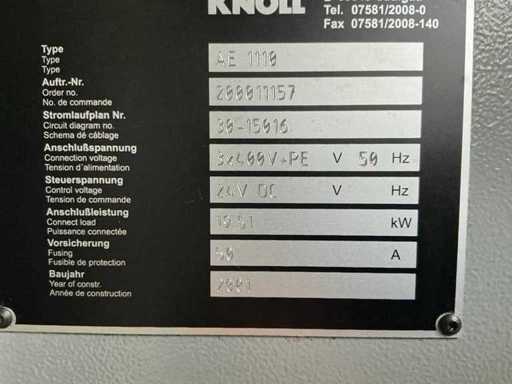 KNOLL
Tel. 07581/2008-0
Fax 07581/2008-140
Type
Type
Type
AE 1110
Auftr.-Nr.
Order no.
No. de commande
200011157
Stromlaufplan Nr.
Circuit diagram no.
Schema de câblage
30-15016
Anschlußspannung
Connection voltage
Tension d'alimentation
3x400V+PE V 50 Hz
Steuerspannung
Control voltage
Tension de commande
24V DC V Hz
Anschlußleistung
Connect load
Puissance connectée
kW
Vorsicherung
Fusing
Fusible de protection
50 A
Baujahr
Year of constr.
Année de construction
2001